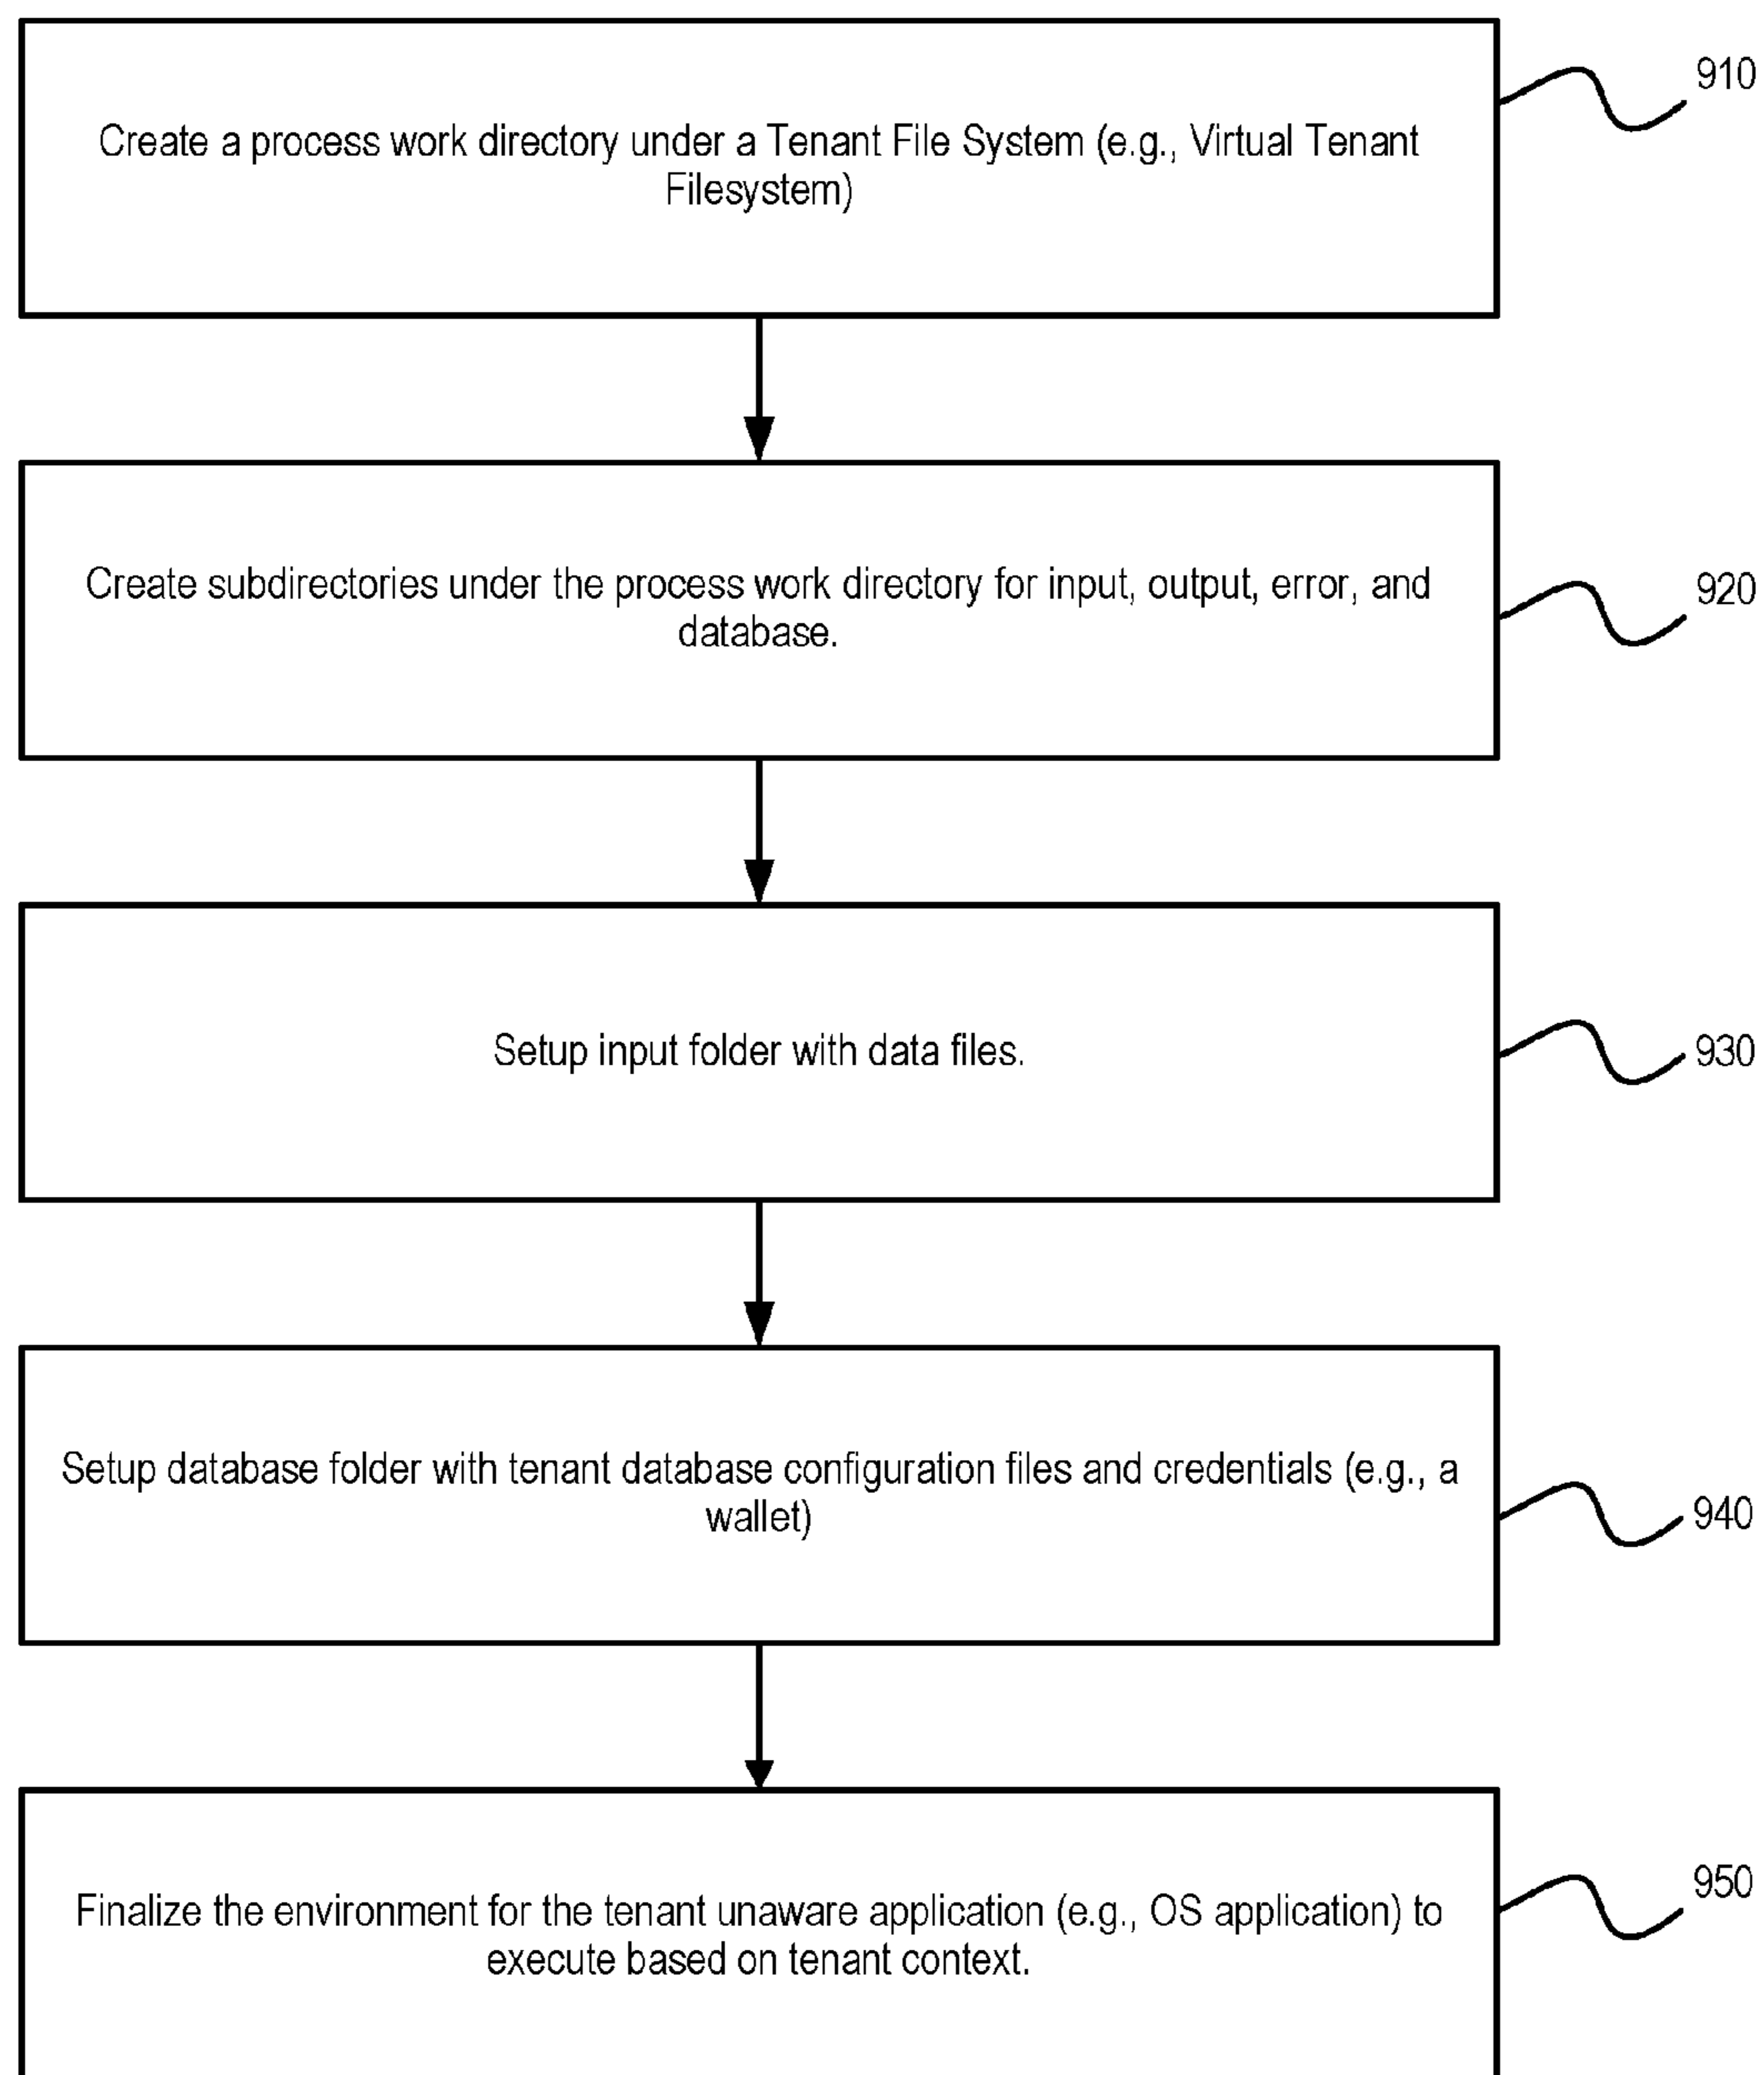 Create a process work directory under a Tenant File System (e.g., Virtual Tenant
Filesystem)
910
Create subdirectories under the process work directory for input, output, error, and
database.
920
Setup input folder with data files.
930
Setup database folder with tenant database configuration files and credentials (e.g., a
wallet)
940
Finalize the environment for the tenant unaware application (e.g., OS application) to
execute based on tenant context.
950